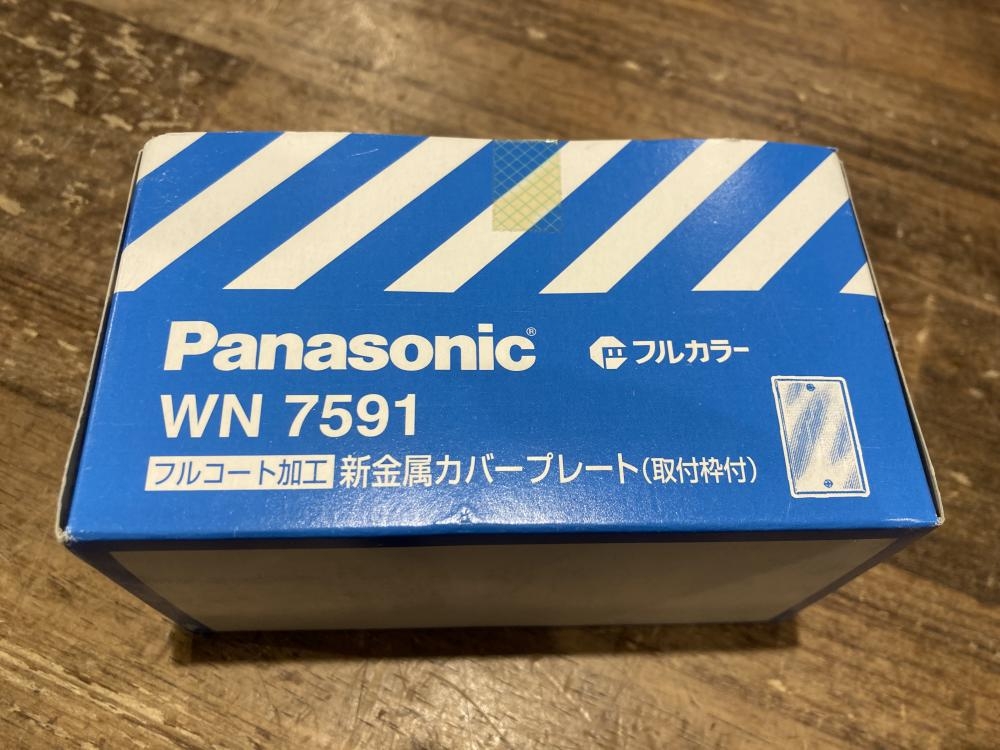 Panasonic®
フルカラー
WN 7591
フルコート加工 新金属カバープレート(取付枠付)